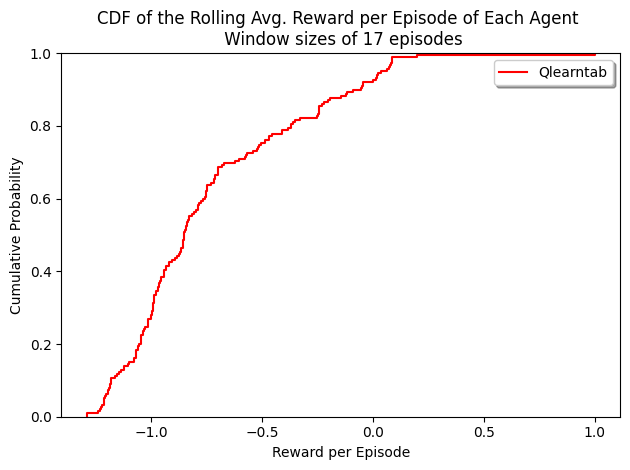 CDF of the Rolling Avg. Reward per Episode of Each Agent
Window sizes of 17 episodes
Qlearntab
Cumulative Probability
1.0
0.8
0.6
0.4
0.2
0.0
−1.0 −0.5 0.0 0.5 1.0
Reward per Episode